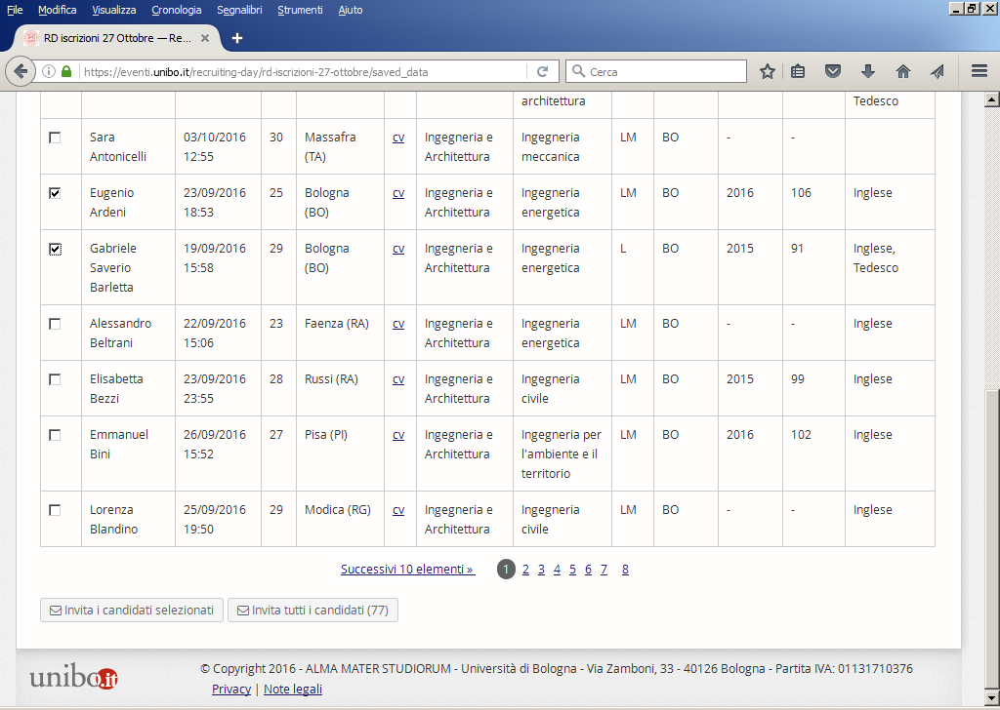 File Modifica Visualizza Cronologia Segnalibri Strumenti Aiuto
RD iscrizioni 27 Ottobre — Re...
https://eventi.unibo.it/recruiting-day/rd-iscrizioni-27-ottobre/saved_data
Cerca
architettura Tedesco
Sara 03/10/2016 30 Massafra cv Ingegneria e Ingegneria LM BO - -
Antonicelli 12:55 (TA) Architettura meccanica
Eugenio 23/09/2016 25 Bologna cv Ingegneria e Ingegneria LM BO 2016 106 Inglese
Ardeni 18:53 (BO) Architettura energetica
Gabriele 19/09/2016 29 Bologna cv Ingegneria e Ingegneria L BO 2015 91 Inglese,
Saverio 15:58 (BO) Architettura energetica Tedesco
Barletta
Alessandro 22/09/2016 23 Faenza (RA) cv Ingegneria e Ingegneria LM BO - - Inglese
Beltrani 15:06 Architettura energetica
Elisabetta 23/09/2016 28 Russi (RA) cv Ingegneria e Ingegneria LM BO 2015 99 Inglese
Bezzi 23:55 Architettura civile
Emmanuel 26/09/2016 27 Pisa (PI) cv Ingegneria e Ingegneria per LM BO 2016 102 Inglese
Bini 15:52 Architettura l'ambiente e il
territorio
Lorenza 25/09/2016 29 Modica (RG) cv Ingegneria e Ingegneria LM BO - - Inglese
Blandino 19:50 Architettura civile
Successivi 10 elementi » 1 2 3 4 5 6 7 8
Invita i candidati selezionati Invita tutti i candidati (77)
unibo.it © Copyright 2016 - ALMA MATER STUDIORUM - Università di Bologna - Via Zamboni, 33 - 40126 Bologna - Partita IVA: 01131710376
Privacy | Note legali